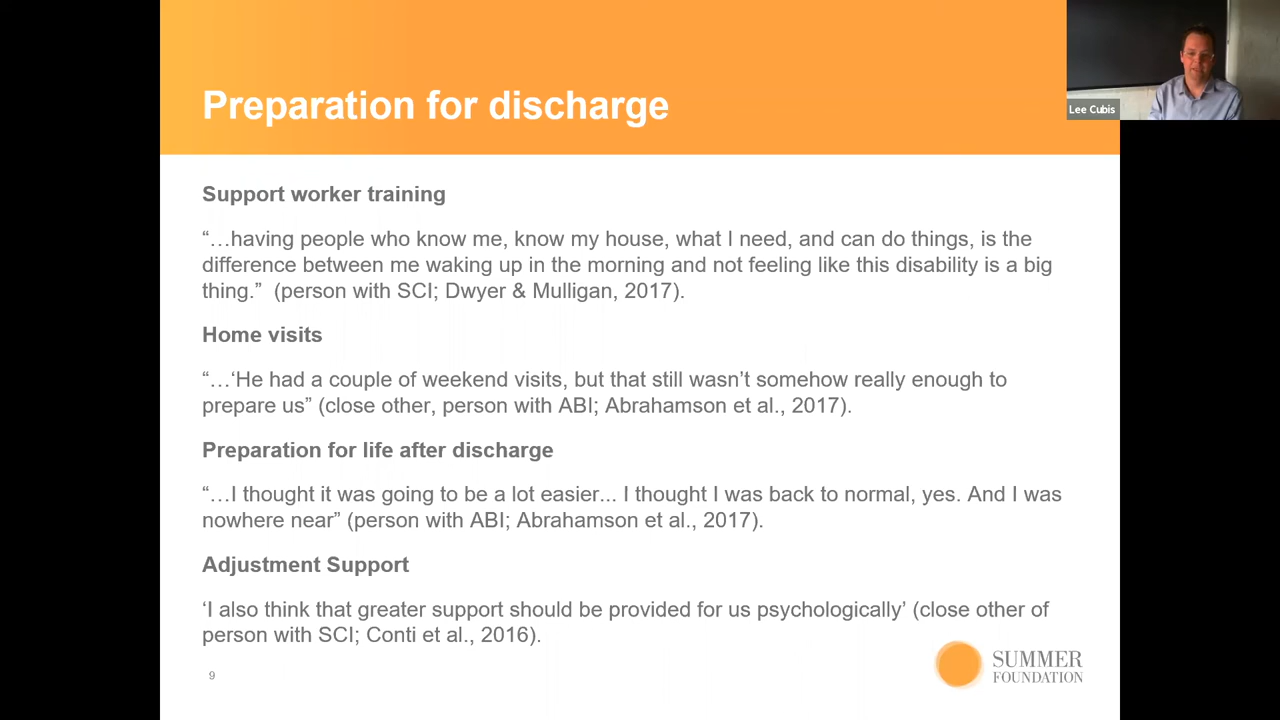 Preparation for discharge
Lee Cubis
Support worker training
“…having people who know me, know my house, what I need, and can do things, is the
difference between me waking up in the morning and not feeling like this disability is a big
thing.”  (person with SCI; Dwyer & Mulligan, 2017).
Home visits
“…‘He had a couple of weekend visits, but that still wasn’t somehow really enough to
prepare us” (close other, person with ABI; Abrahamson et al., 2017).
Preparation for life after discharge
“…I thought it was going to be a lot easier... I thought I was back to normal, yes. And I was
nowhere near” (person with ABI; Abrahamson et al., 2017).
Adjustment Support
‘I also think that greater support should be provided for us psychologically’ (close other of
person with SCI; Conti et al., 2016).
9
SUMMER
FOUNDATION